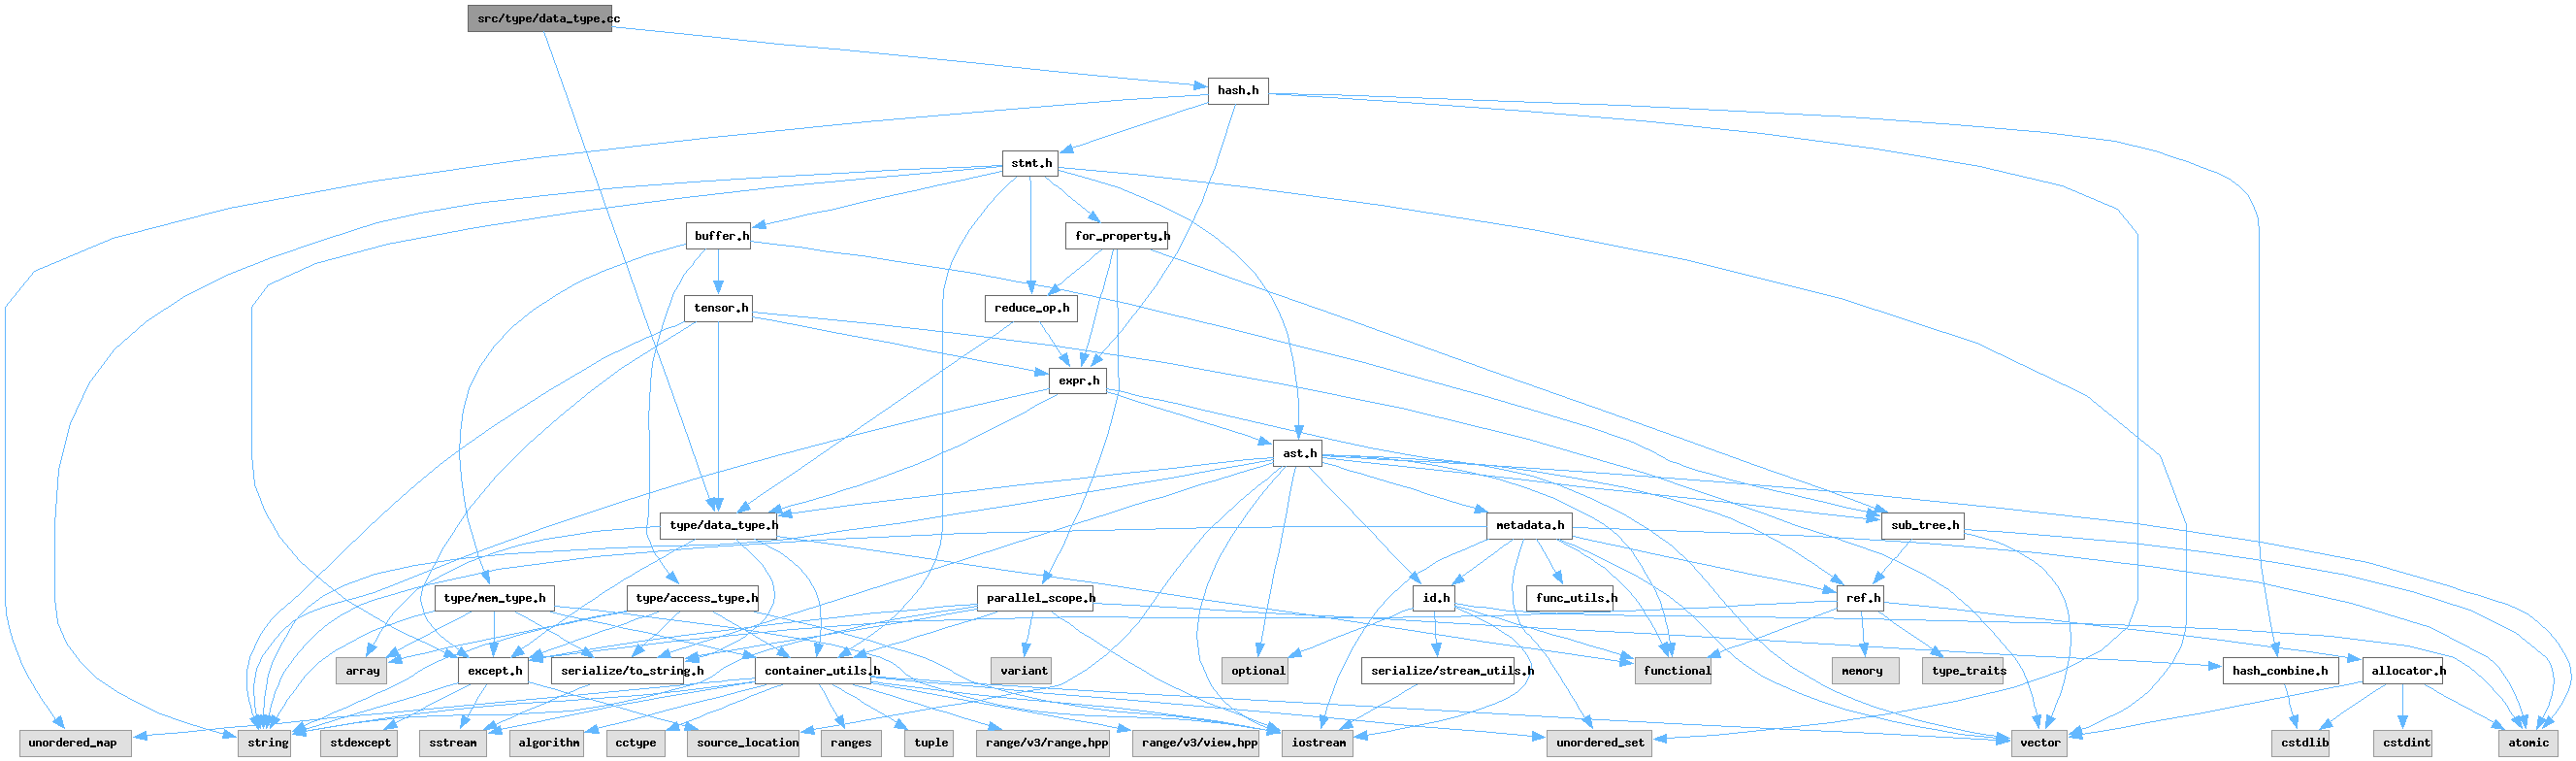 src/type/data_type.cc
hash.h
stmt.h
buffer.h
for_property.h
tensor.h
reduce_op.h
expr.h
ast.h
type/data_type.h
metadata.h
sub_tree.h
type/mem_type.h
type/access_type.h
parallel_scope.h
id.h
func_utils.h
ref.h
array
except.h
serialize/to_string.h
container_utils.h
variant
optional
serialize/stream_utils.h
functional
memory
type_traits
hash_combine.h
allocator.h
unordered_map
string
stdexcept
sstream
algorithm
cctype
source_location
ranges
tuple
range/v3/range.hpp
range/v3/view.hpp
iostream
unordered_set
vector
cstdlib
cstdint
atomic